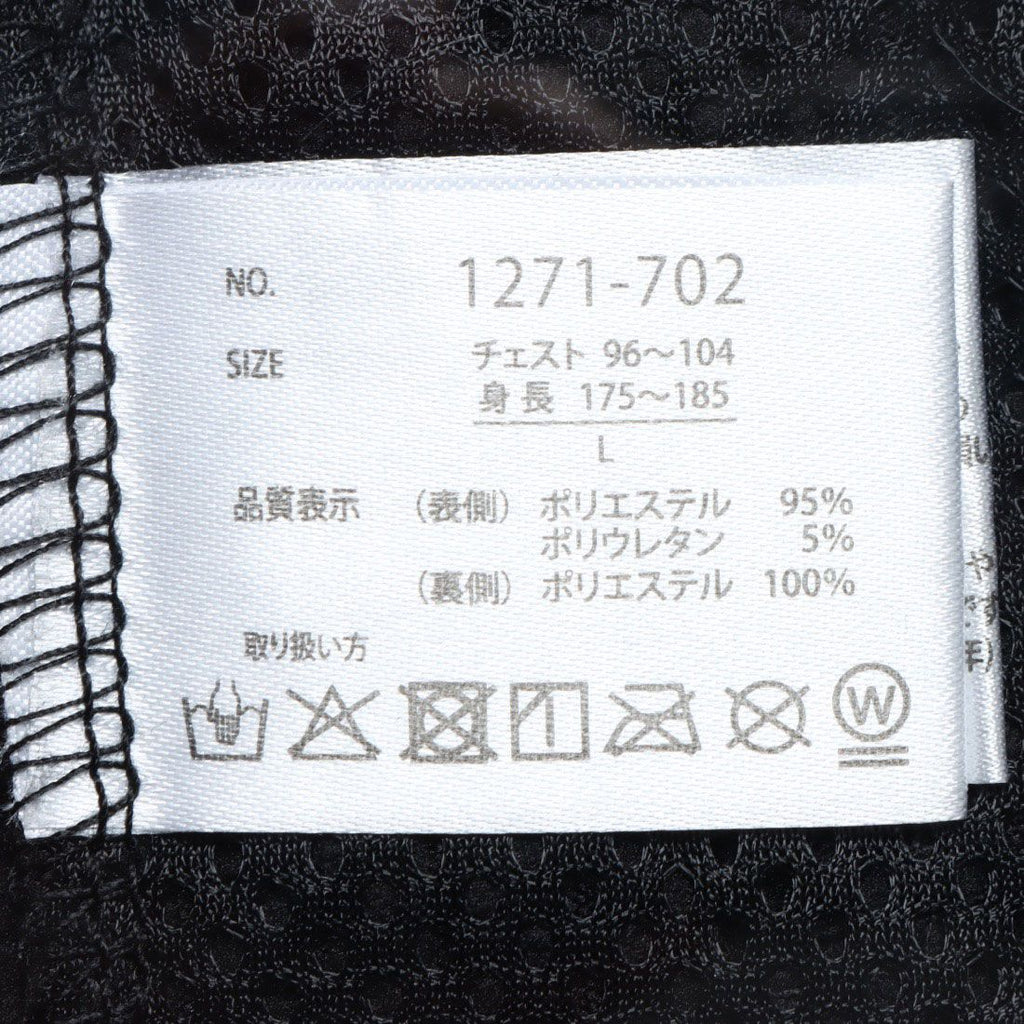 NO. 1271-702
SIZE チェスト 96～104
身長 175～185
L
品質表示 (表側) ポリエステル 95%
ポリウレタン 5%
(裏側) ポリエステル 100%
取り扱い方
W